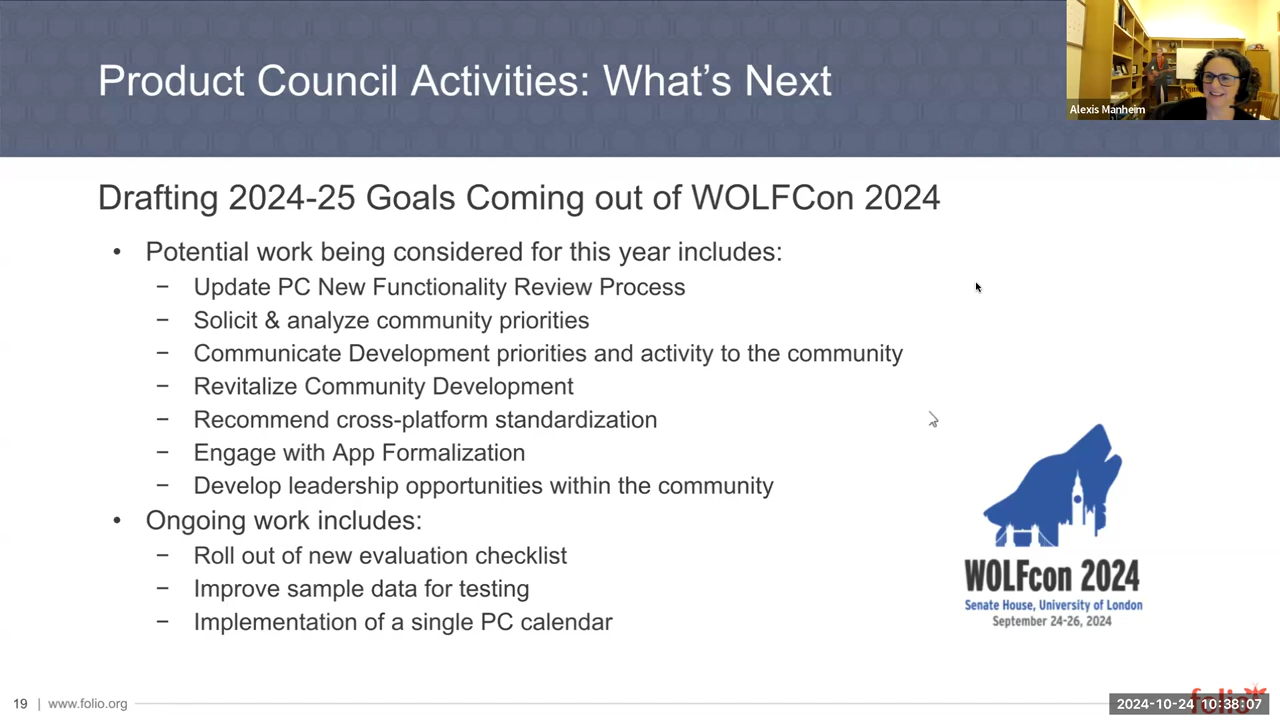 Product Council Activities: What's Next
Alexis Manheim
Drafting 2024-25 Goals Coming out of WOLFCon 2024
• Potential work being considered for this year includes:
− Update PC New Functionality Review Process
− Solicit & analyze community priorities
− Communicate Development priorities and activity to the community
− Revitalize Community Development
− Recommend cross-platform standardization
− Engage with App Formalization
− Develop leadership opportunities within the community
• Ongoing work includes:
− Roll out of new evaluation checklist
− Improve sample data for testing
− Implementation of a single PC calendar
WOLFcon 2024
Senate House, University of London
September 24-26, 2024
19 | www.folio.org
2024-10-24 10:38:07